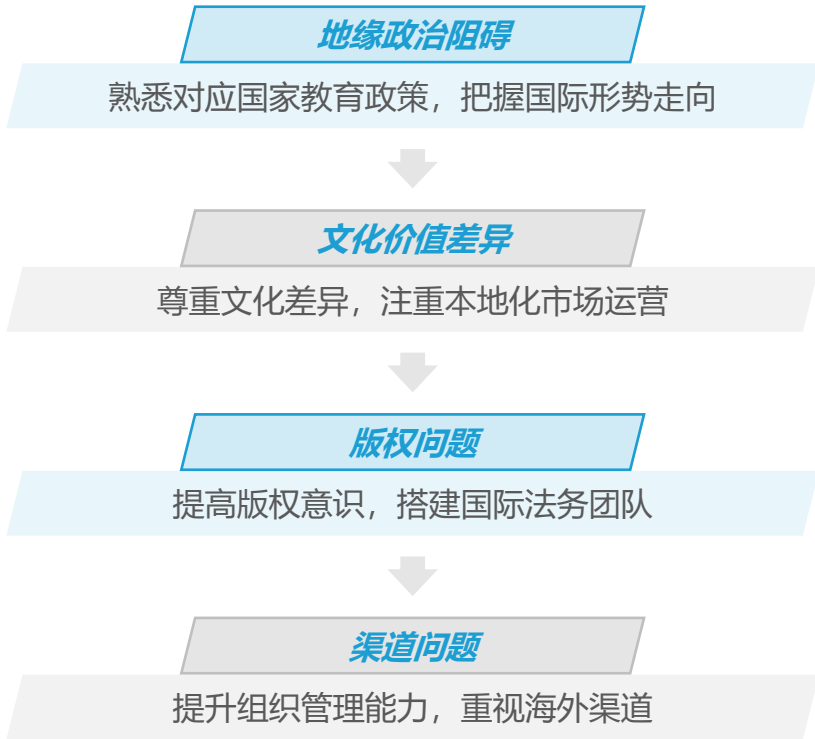 地缘政治阻碍
熟悉对应国家教育政策，把握国际形势走向
文化价值差异
尊重文化差异，注重本地化市场运营
版权问题
提高版权意识，搭建国际法务团队
渠道问题
提升组织管理能力，重视海外渠道